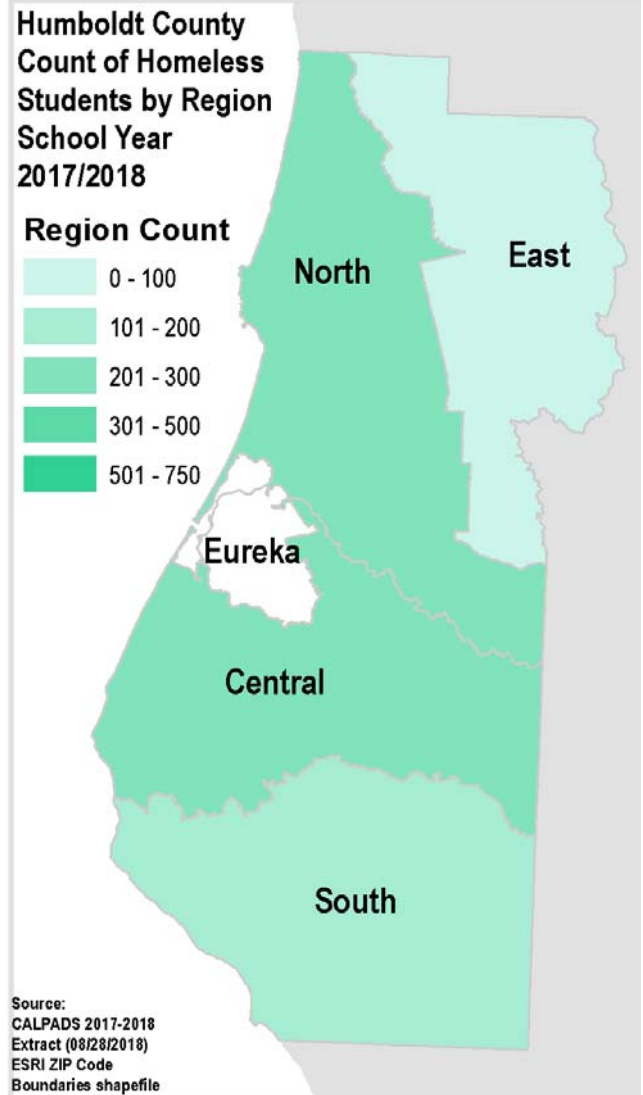 Humboldt County
Count of Homeless
Students by Region
School Year
2017/2018
Region Count
0 - 100
101 - 200
201 - 300
301 - 500
501 - 750
North
East
Eureka
Central
South
Source:
CALPADS 2017-2018
Extract (08/28/2018)
ESRI ZIP Code
Boundaries shapefile